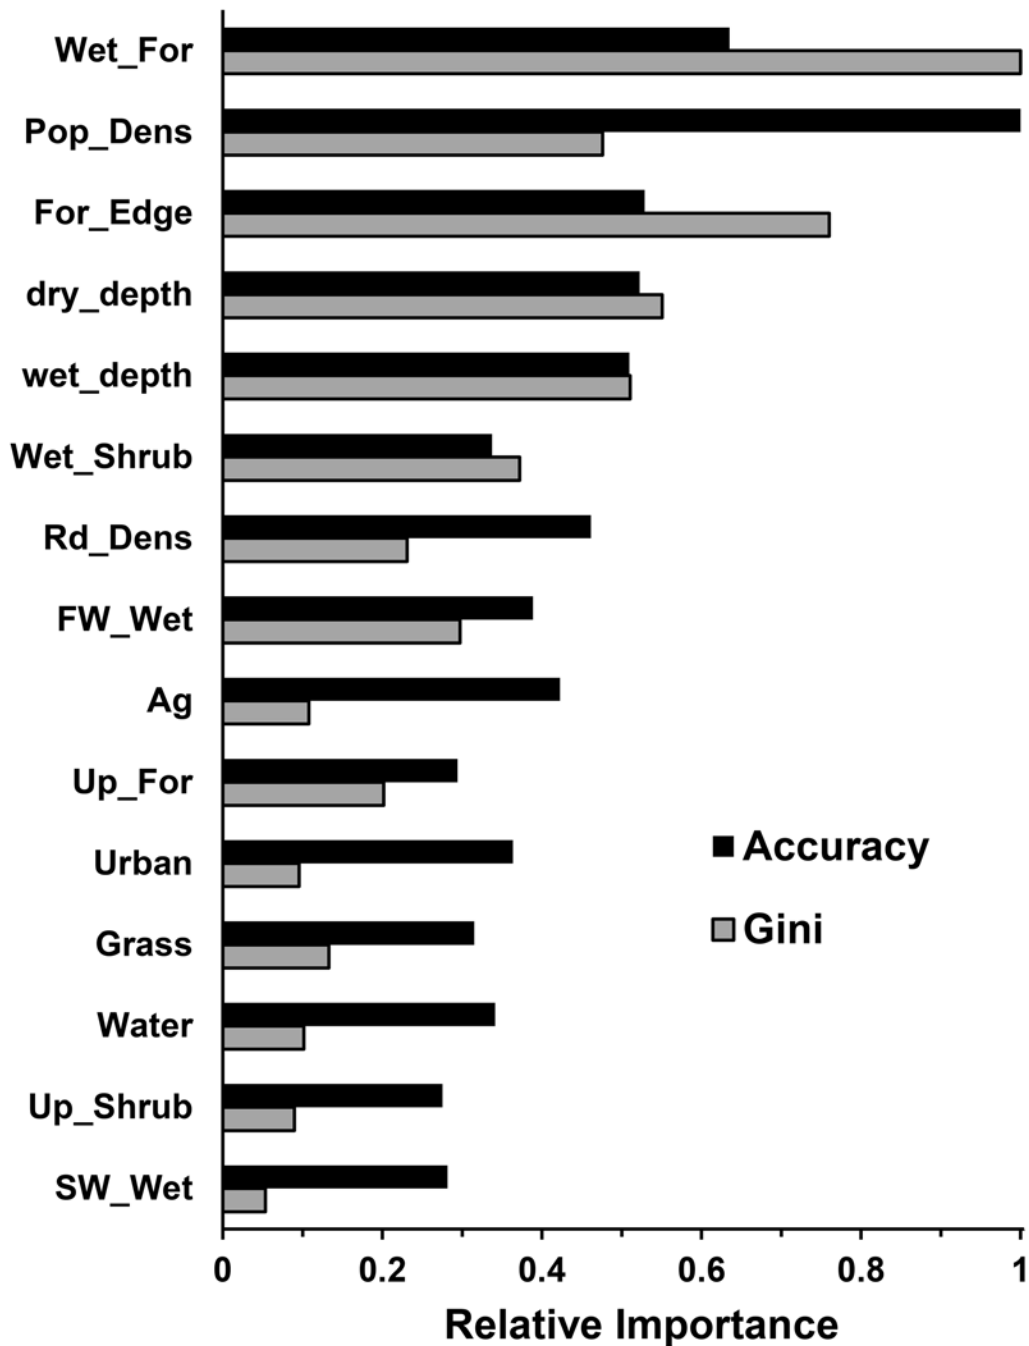 Wet_For
Pop_Dens
For_Edge
dry_depth
wet_depth
Wet_Shrub
Rd_Dens
FW_Wet
Ag
Up_For
Urban
Grass
Water
Up_Shrub
SW_Wet
Accuracy
Gini
0 0.2 0.4 0.6 0.8 1
Relative Importance